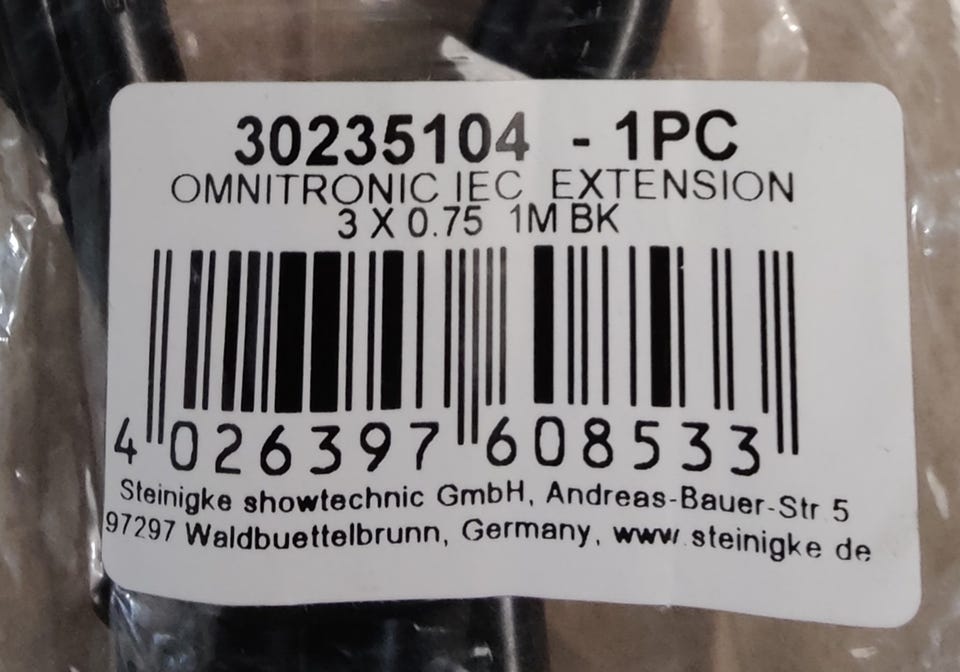 30235104 - 1PC
OMNITRONIC IEC EXTENSION
3 X 0.75 1M BK
4 026397 608533
Steinigke showtechnic GmbH, Andreas-Bauer-Str 5
97297 Waldbuettelbrunn, Germany, www.steinigke de